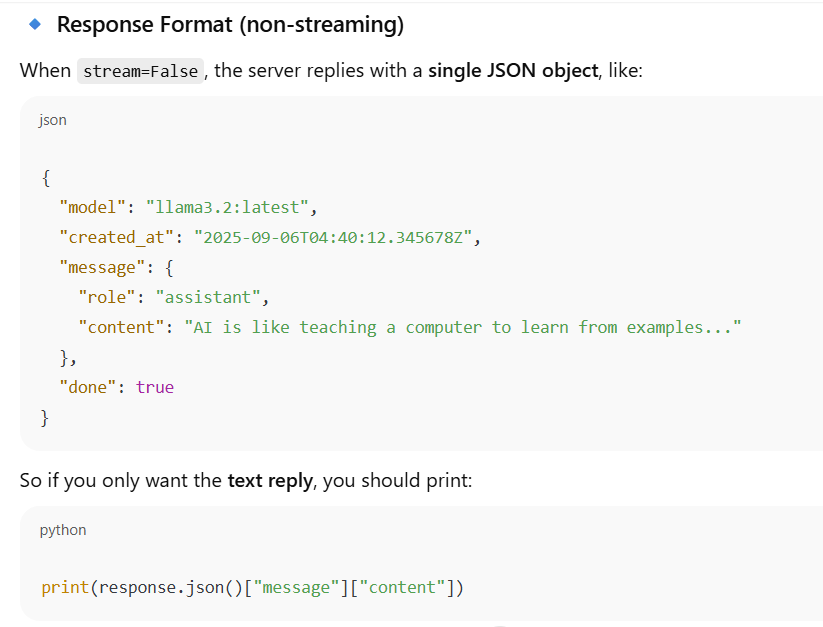 Response Format (non-streaming)
When stream=False, the server replies with a single JSON object, like:
json
{
  "model": "llama3.2:latest",
  "created_at": "2025-09-06T04:40:12.345678Z",
  "message": {
    "role": "assistant",
    "content": "AI is like teaching a computer to learn from examples..."
  },
  "done": true
}
So if you only want the text reply, you should print:
python
print(response.json()["message"]["content"])